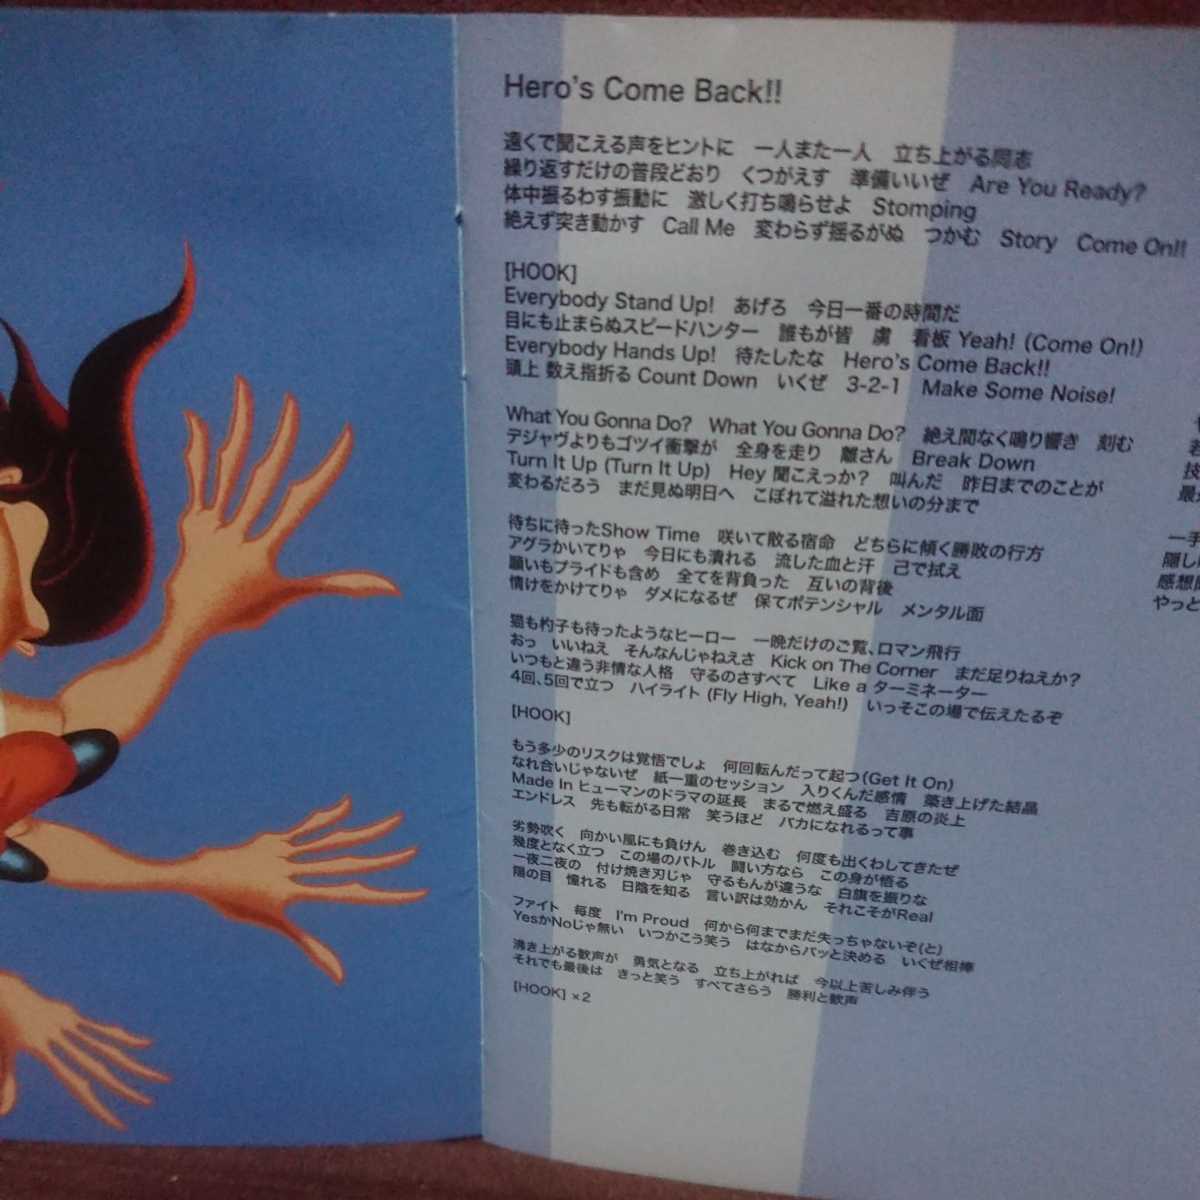 Hero's Come Back!!
遠くで聞こえる声をヒントに　一人また一人　立ち上がる同志
繰り返すだけの普段どおり　くつがえす　準備いいぜ　Are You Ready?
体中振るわす振動に　激しく打ち鳴らせよ　Stomping
絶えず突き動かす　Call Me　変わらず揺るがぬ　つかむ　Story　Come On!!
[HOOK]
Everybody Stand Up!　あげろ　今日一番の時間だ
目にも止まらぬスピードハンター　誰もが皆　虜　看板 Yeah! (Come On!)
Everybody Hands Up!　待たしたな　Hero's Come Back!!
頭上 数え指折る Count Down　いくぜ　3-2-1　Make Some Noise!
What You Gonna Do?　What You Gonna Do?　絶え間なく鳴り響き　刻む
デジャヴよりもゴツイ衝撃が　全身を走り　離さん　Break Down
Turn It Up (Turn It Up)　Hey 聞こえっか?　叫んだ　昨日までのことが
変わるだろう　まだ見ぬ明日へ　こぼれて溢れた想いの分まで
待ちに待ったShow Time　咲いて散る宿命　どちらに傾く勝敗の行方
アグラかいてりゃ　今日にも潰れる　流した血と汗　己で拭え
願いもプライドも含め　全てを背負った　互いの背後
情けをかけてりゃ　ダメになるぜ　保てポテンシャル　メンタル面
猫も杓子も待ったようなヒーロー　一晩だけのご覧、ロマン飛行
おっ　いいねえ　そんなんじゃねえさ　Kick on The Corner　まだ足りねえか?
いつもと違う非情な人格　守るのさすべて　Like a ターミネーター
4回、5回で立つ　ハイライト (Fly High, Yeah!)　いっそこの場で伝えたるぞ
[HOOK]
もう多少のリスクは覚悟でしょ　何回転んだって起つ(Get It On)
なれ合いじゃないぜ　紙一重のセッション　入りくんだ感情　築き上げた結晶
Made In ヒューマンのドラマの延長　まるで燃え盛る　吉原の炎上
エンドレス　先も転がる日常　笑うほど　バカになれるって事
劣勢吹く　向かい風にも負けん　巻き込む　何度も出くわしてきたぜ
幾度となく立つ　この場のバトル　闘い方なら　この身が悟る
一夜二夜の　付け焼き刃じゃ　守るもんが違うな　白旗を振りな
陽の目　憧れる　日陰を知る　言い訳は効かん　それこそがReal
ファイト　毎度　I'm Proud　何から何までまだ失っちゃないぞ(と)
YesかNoじゃ無い　いつかこう笑う　はなからバッと決める　いくぜ相棒
沸き上がる歓声が　勇気となる　立ち上がれば　今以上苦しみ伴う
それでも最後は　きっと笑う　すべてさらう　勝利と歓声
[HOOK] ×2
技
最
一手
隠し
感想
やっと